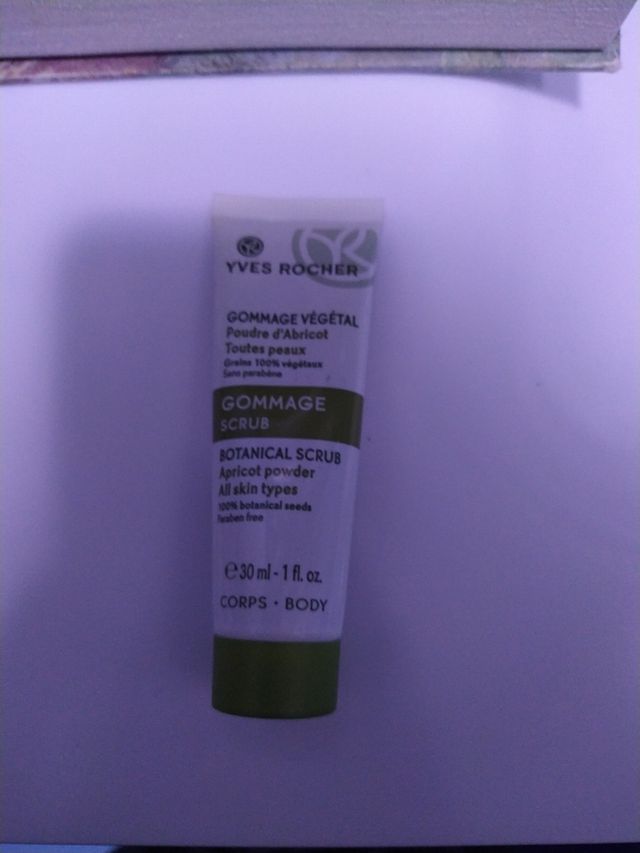 YVES ROCHER
GOMMAGE VÉGÉTAL
Poudre d'Abricot
Toutes peaux
Grains 100% végétaux
Sans parabène
GOMMAGE
SCRUB
BOTANICAL SCRUB
Apricot powder
All skin types
100% botanical seeds
Paraben free
℮30 ml - 1 fl. oz.
CORPS • BODY